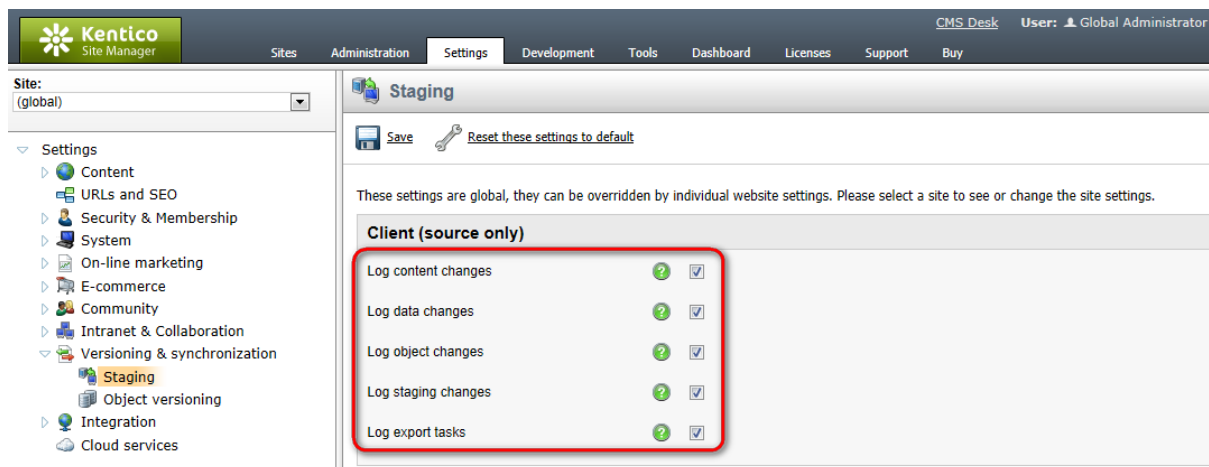 CMS Desk User: Global Administrator
Kentico
Site Manager
Sites Administration Settings Development Tools Dashboard Licenses Support Buy
Site:
(global)
Staging
Save Reset these settings to default
Settings
Content
URLs and SEO
Security & Membership
System
On-line marketing
E-commerce
Community
Intranet & Collaboration
Versioning & synchronization
Staging
Object versioning
Integration
Cloud services
These settings are global, they can be overridden by individual website settings. Please select a site to see or change the site settings.
Client (source only)
Log content changes
Log data changes
Log object changes
Log staging changes
Log export tasks